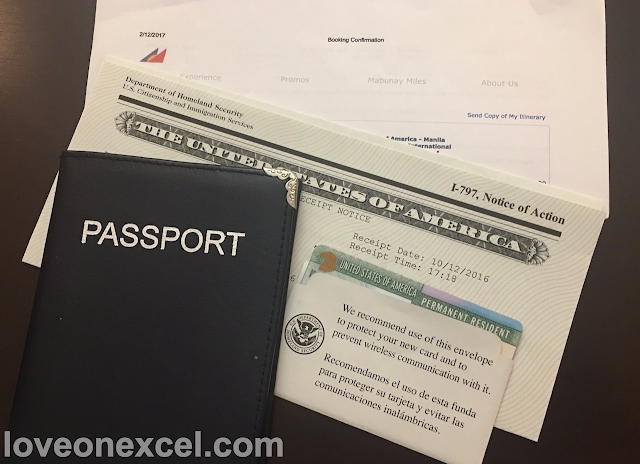 2/12/2017
Booking Confirmation
Experience Promos Mabunay Miles About Us
Send Copy of My Itinerary
of America - Manila
International
Department of Homeland Security
U.S. Citizenship and Immigration Services
I-797, Notice of Action
THE UNITED STATES OF AMERICA
RECEIPT NOTICE
Receipt Date: 10/12/2016
Receipt Time: 17:18
PASSPORT
UNITED STATES OF AMERICA
PERMANENT RESIDENT
We recommend use of this envelope
to protect your new card and to
prevent wireless communication with it.
Recomendamos el uso de esta funda
para proteger su tarjeta y evitar las
comunicaciones inalámbricas.
loveonexcel.com